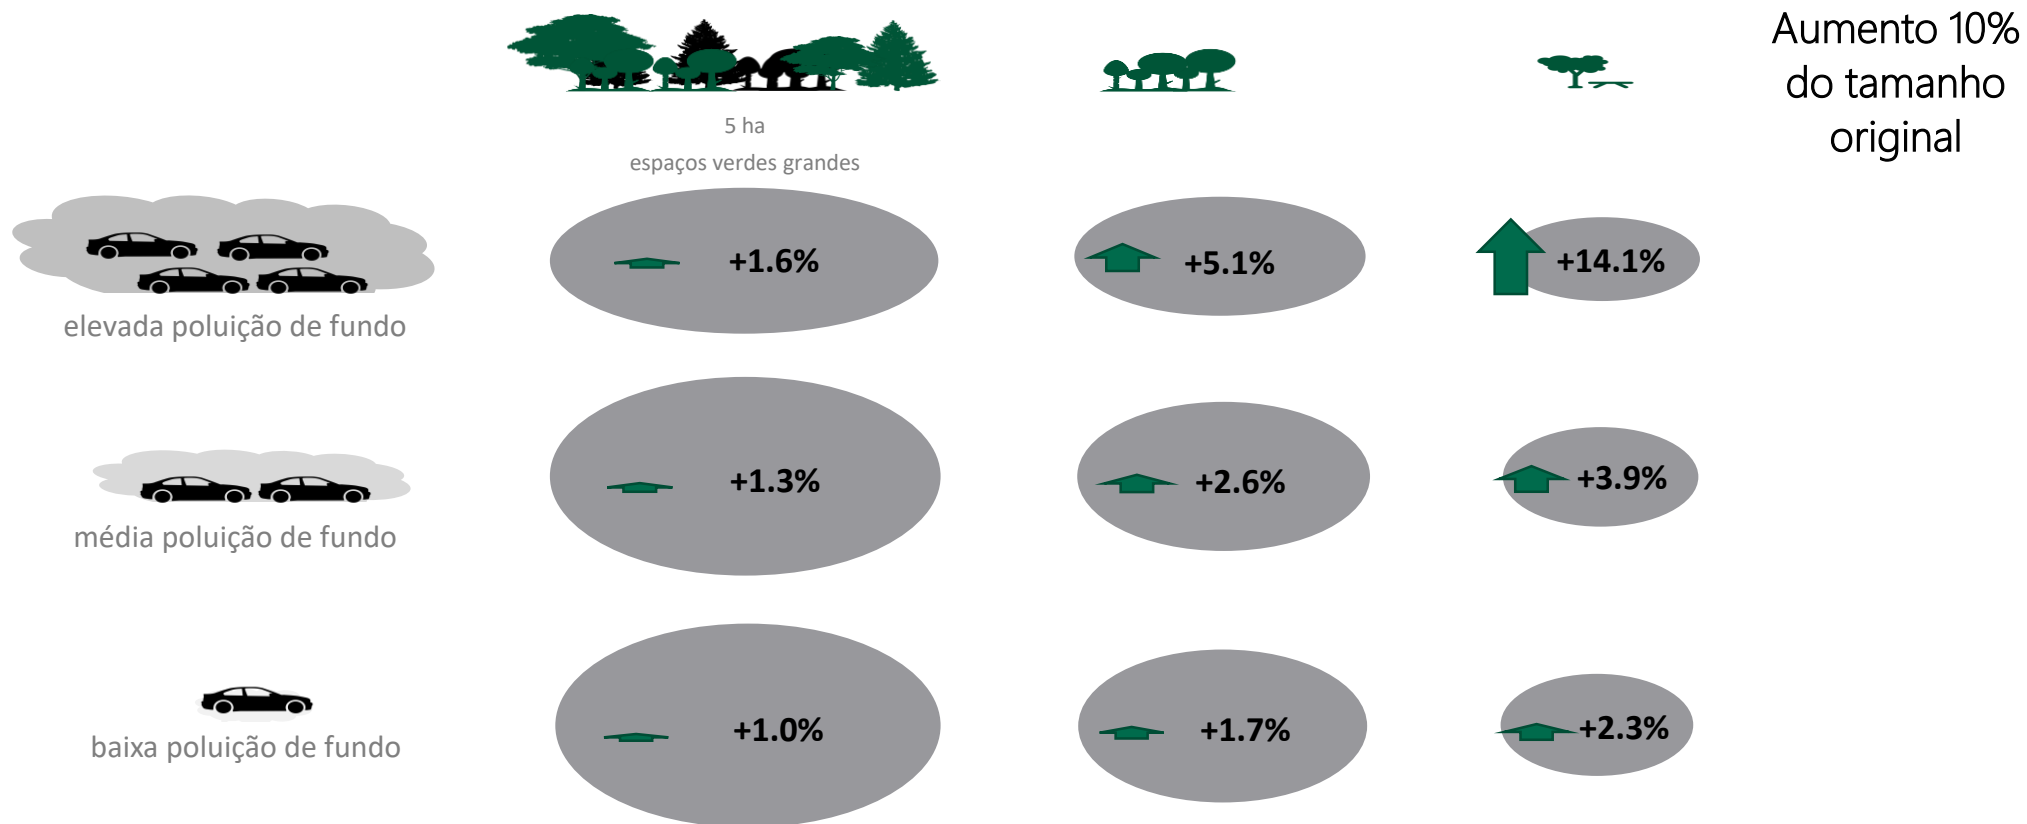 Aumento 10%
do tamanho
original
5 ha
espaços verdes grandes
+1.6%
+5.1%
+14.1%
elevada poluição de fundo
+1.3%
+2.6%
+3.9%
média poluição de fundo
+1.0%
+1.7%
+2.3%
baixa poluição de fundo